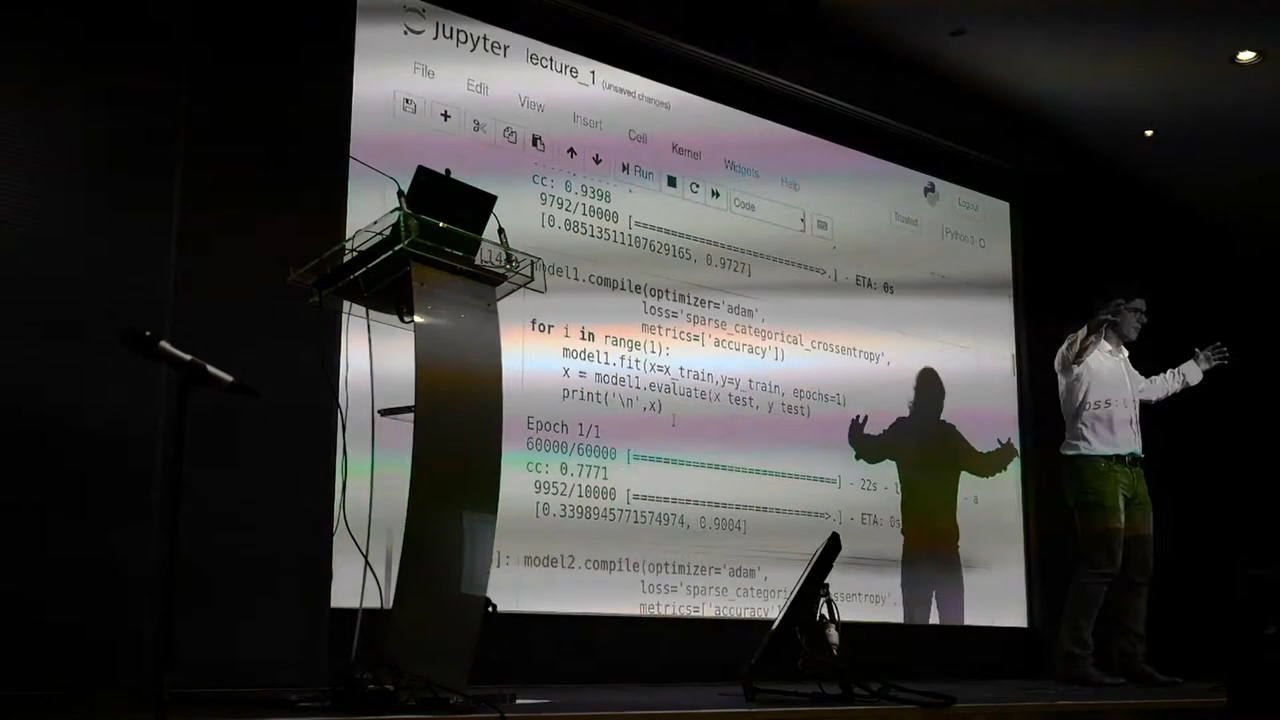 jupyter lecture_1 (unsaved changes)
File Edit View Insert Cell Kernel Widgets Help
Run Code Trusted Python 3 Logout
cc: 0.9398
9792/10000 [==============================>.] - ETA: 0s
[0.08513511107629165, 0.9727]
model1.compile(optimizer='adam',
loss='sparse_categorical_crossentropy',
metrics=['accuracy'])
for i in range(1):
model1.fit(x=x_train,y=y_train, epochs=1)
x = model1.evaluate(x_test, y_test)
print('\n',x)
Epoch 1/1
60000/60000 [==============================] - 22s -
cc: 0.7771
9952/10000 [==============================>.] - ETA: 0s
[0.3398945771574974, 0.9004]
]: model2.compile(optimizer='adam',
loss='sparse_categori crossentropy',
metrics=['accuracy'
oss: